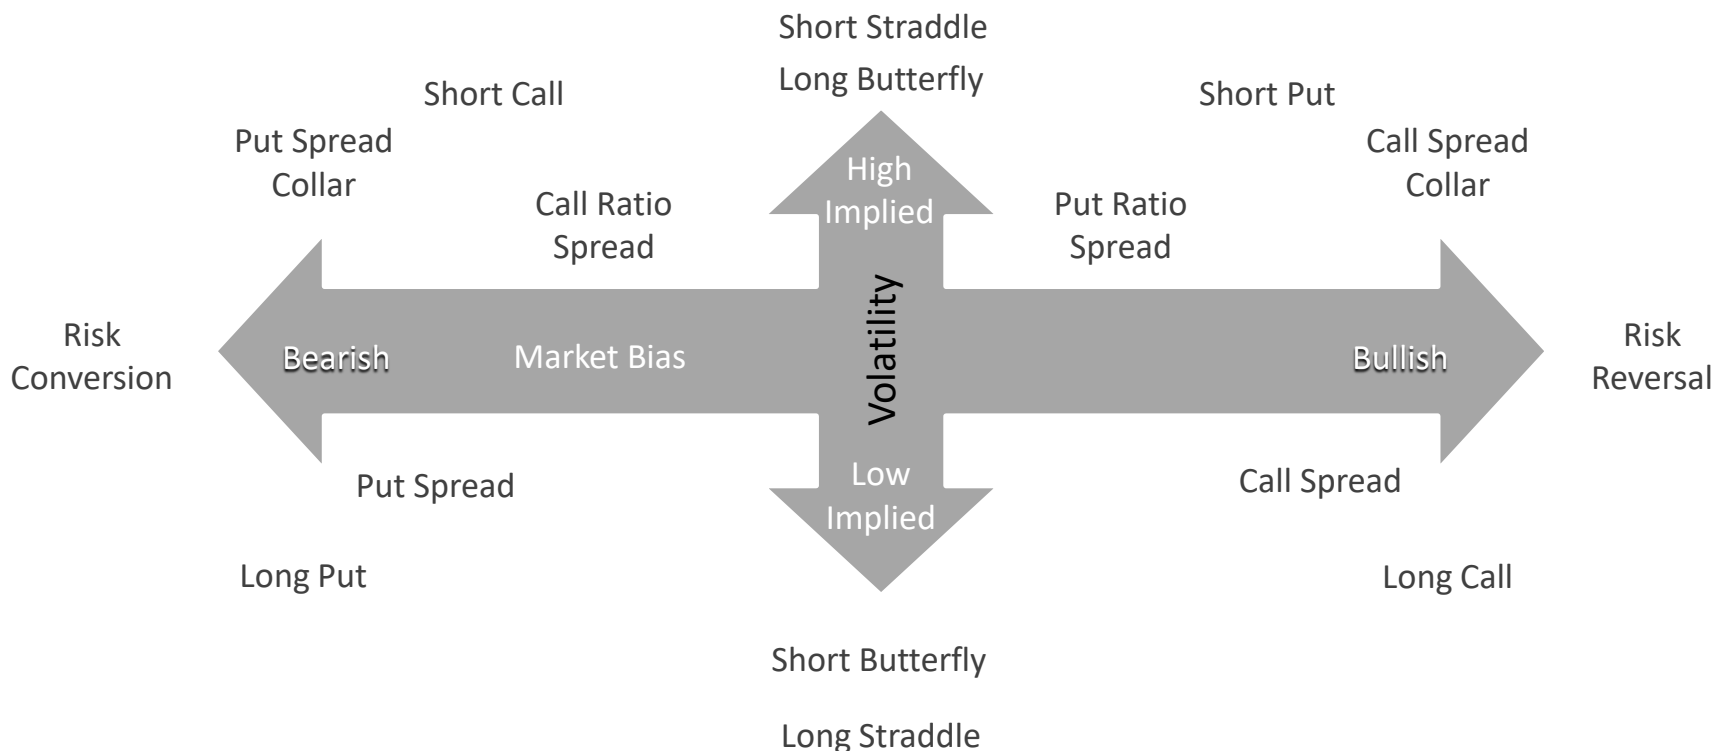 Short Straddle
Long Butterfly
Short Call
Short Put
Put Spread
Collar
Call Spread
Collar
High
Implied
Call Ratio
Spread
Put Ratio
Spread
Volatility
Risk
Conversion
Bearish
Market Bias
Bullish
Risk
Reversal
Low
Implied
Put Spread
Call Spread
Long Put
Long Call
Short Butterfly
Long Straddle